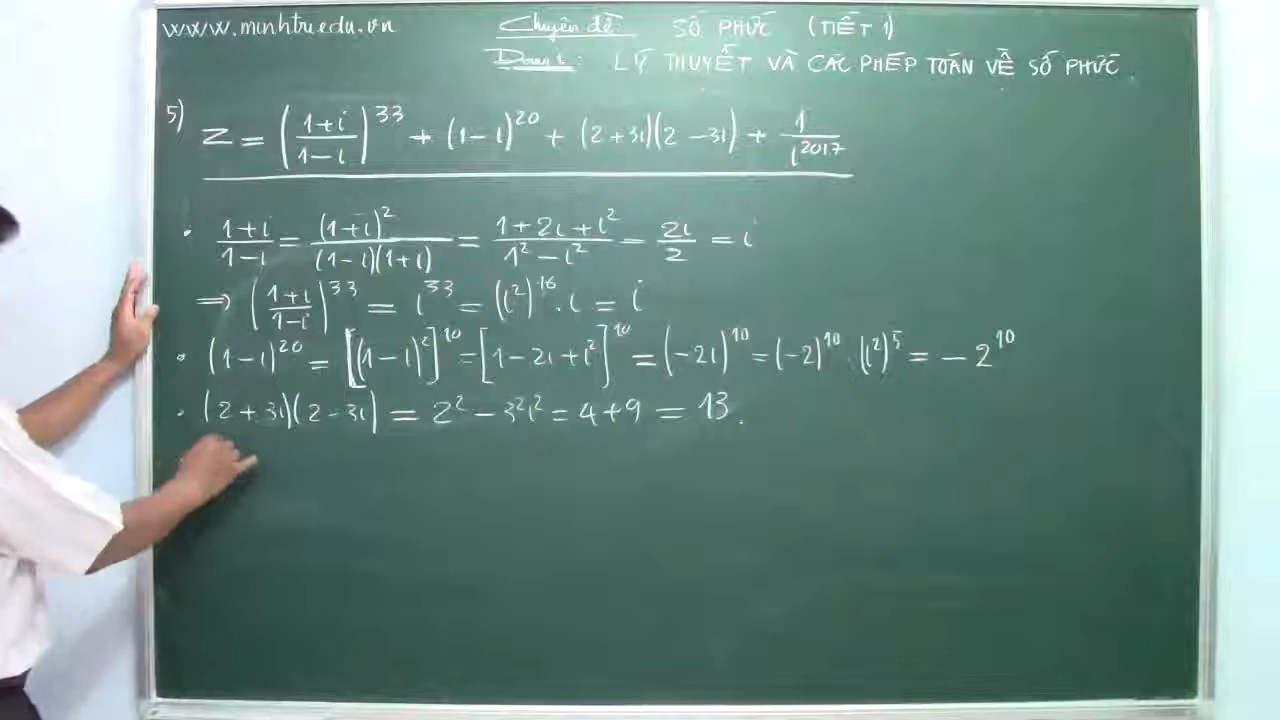 www.minhtriedu.vn
Chuyên đề SỐ PHỨC (TIẾT 1)
Dạng 1: LÝ THUYẾT VÀ CÁC PHÉP TOÁN VỀ SỐ PHỨC.
5) Z = ((1+i)/(1-i))^33 + (1-i)^20 + (2+3i)(2-3i) + 1/i^2017
• (1+i)/(1-i) = (1+i)^2/((1-i)(1+i)) = (1+2i+i^2)/(1^2-i^2) = 2i/2 = i
⇒ ((1+i)/(1-i))^33 = i^33 = (i^2)^16 . i = i
• (1-i)^20 = [(1-i)^2]^10 = [1-2i+i^2]^10 = (-2i)^10 = (-2)^10 . (i^2)^5 = -2^10
• (2+3i)(2-3i) = 2^2 - 3^2i^2 = 4+9 = 13.